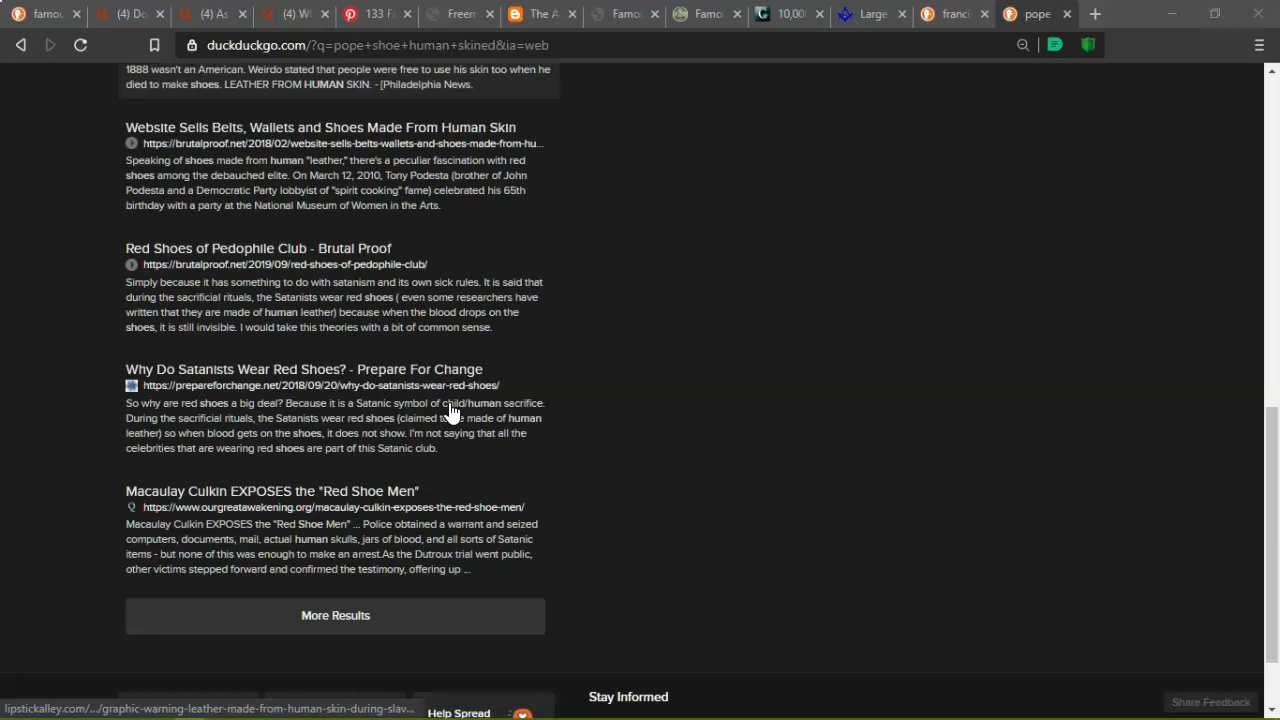 famou
(4) Do
(4) As
(4) W
133 F
Freem
The A
Famo
Famo
10,00
Large
franci
pope
duckduckgo.com/?q=pope+shoe+human+skined&ia=web
1888 wasn't an American. Weirdo stated that people were free to use his skin too when he
died to make shoes. LEATHER FROM HUMAN SKIN. - [Philadelphia News.
Website Sells Belts, Wallets and Shoes Made From Human Skin
https://brutalproof.net/2018/02/website-sells-belts-wallets-and-shoes-made-from-hu...
Speaking of shoes made from human "leather," there's a peculiar fascination with red
shoes among the debauched elite. On March 12, 2010, Tony Podesta (brother of John
Podesta and a Democratic Party lobbyist of "spirit cooking" fame) celebrated his 65th
birthday with a party at the National Museum of Women in the Arts.
Red Shoes of Pedophile Club - Brutal Proof
https://brutalproof.net/2019/09/red-shoes-of-pedophile-club/
Simply because it has something to do with satanism and its own sick rules. It is said that
during the sacrificial rituals, the Satanists wear red shoes ( even some researchers have
written that they are made of human leather) because when the blood drops on the
shoes, it is still invisible. I would take this theories with a bit of common sense.
Why Do Satanists Wear Red Shoes? - Prepare For Change
https://prepareforchange.net/2018/09/20/why-do-satanists-wear-red-shoes/
So why are red shoes a big deal? Because it is a Satanic symbol of child/human sacrifice.
During the sacrificial rituals, the Satanists wear red shoes (claimed to made of human
leather) so when blood gets on the shoes, it does not show. I'm not saying that all the
celebrities that are wearing red shoes are part of this Satanic club.
Macaulay Culkin EXPOSES the "Red Shoe Men"
https://www.ourgreatawakening.org/macaulay-culkin-exposes-the-red-shoe-men/
Macaulay Culkin EXPOSES the "Red Shoe Men" ... Police obtained a warrant and seized
computers, documents, mail, actual human skulls, jars of blood, and all sorts of Satanic
items - but none of this was enough to make an arrest.As the Dutroux trial went public,
other victims stepped forward and confirmed the testimony, offering up ...
More Results
Stay Informed
Share Feedback
lipstickalley.com/.../graphic-warning-leather-made-from-human-skin-during-slav...
Help Spread